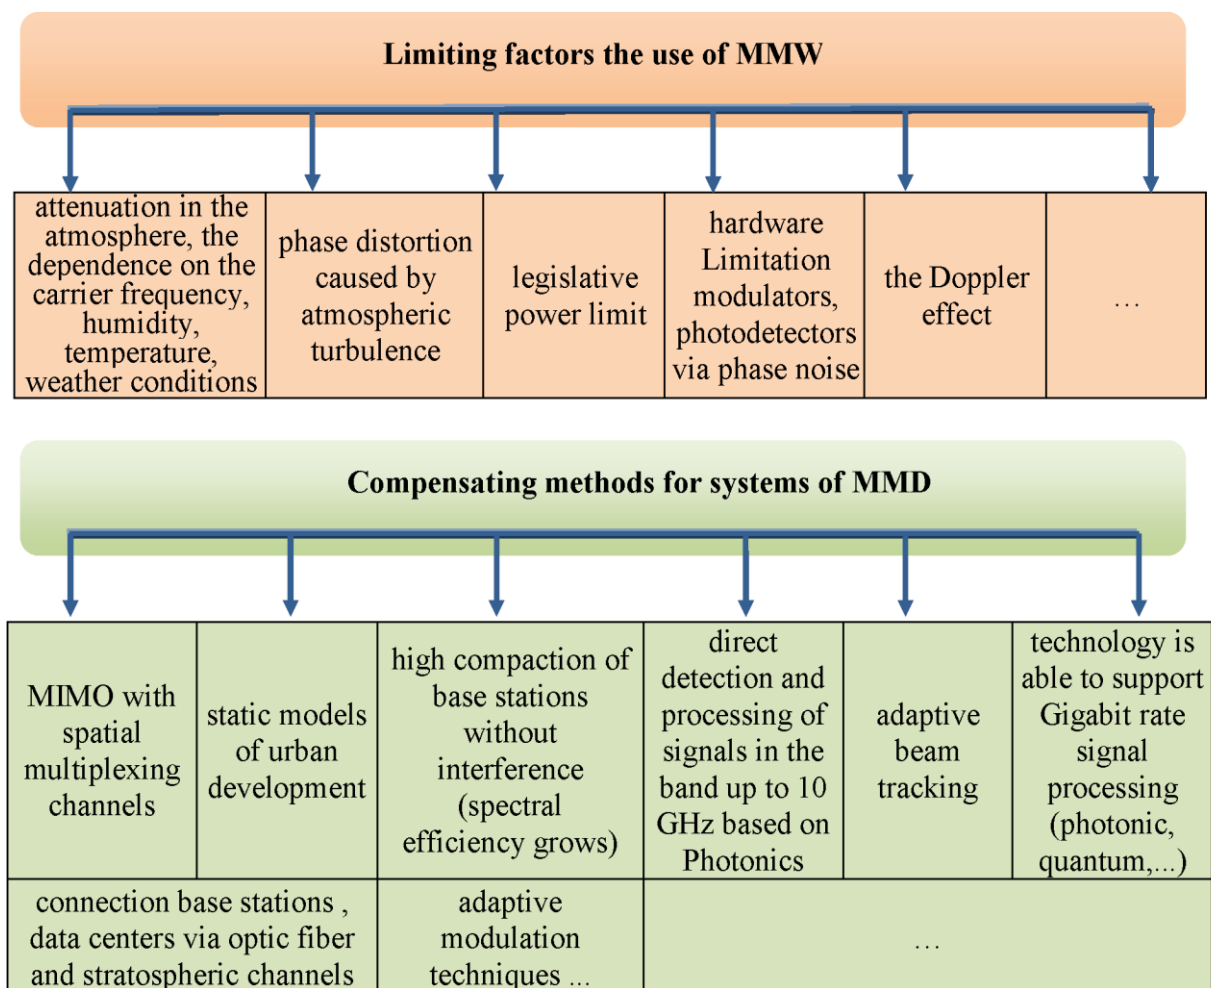 Limiting factors the use of MMW
attenuation in the
atmosphere, the
dependence on the
carrier frequency,
humidity,
temperature,
weather conditions
phase distortion
caused by
atmospheric
turbulence
legislative
power limit
hardware
Limitation
modulators,
photodetectors
via phase noise
the Doppler
effect
...
Compensating methods for systems of MMD
MIMO with
spatial
multiplexing
channels
static models
of urban
development
high compaction of
base stations
without
interference
(spectral
efficiency grows)
direct
detection and
processing of
signals in the
band up to 10
GHz based on
Photonics
adaptive
beam
tracking
technology is
able to support
Gigabit rate
signal
processing
(photonic,
quantum,...)
connection base stations ,
data centers via optic fiber
and stratospheric channels
adaptive
modulation
techniques ...
...